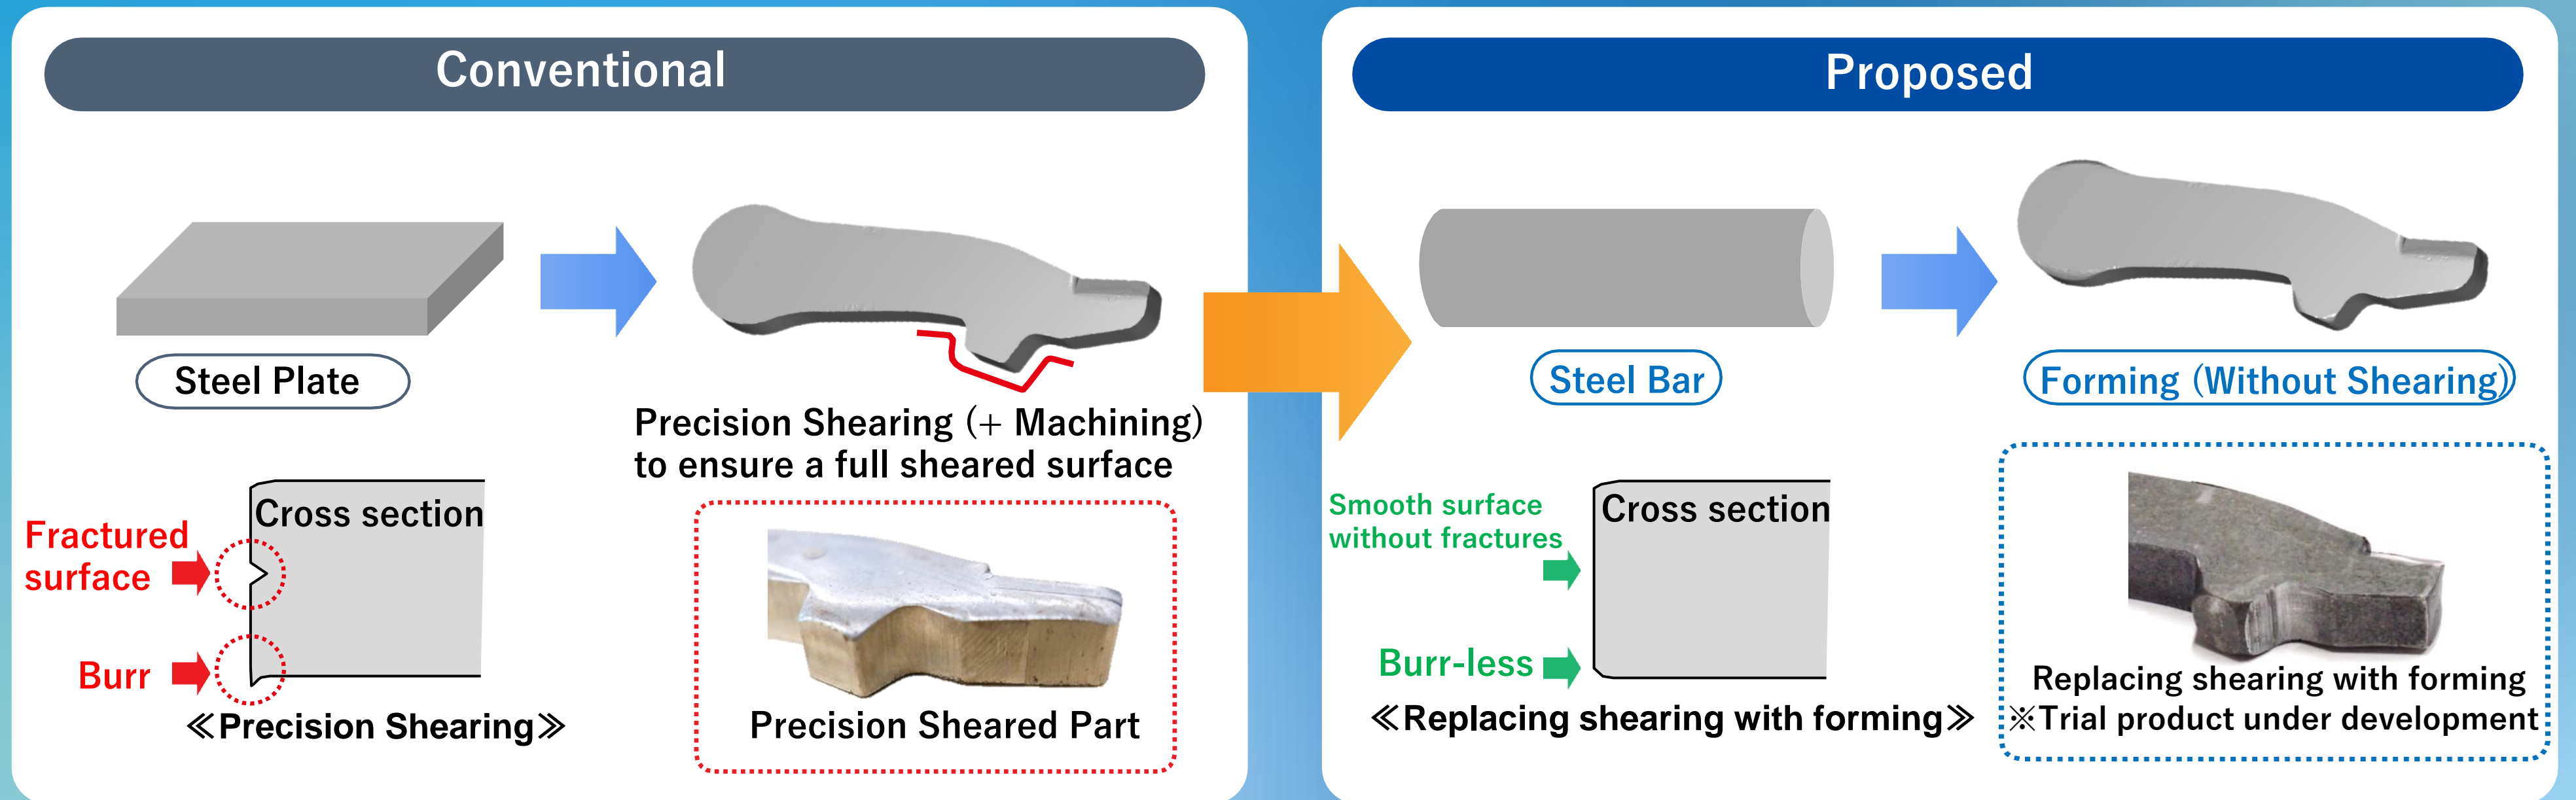 Conventional
Steel Plate
Precision Shearing (+ Machining)
to ensure a full sheared surface
Cross section
Fractured
surface
Burr
≪Precision Shearing≫
Precision Sheared Part
Proposed
Steel Bar
Forming (Without Shearing)
Smooth surface
without fractures
Cross section
Burr-less
≪Replacing shearing with forming≫
Replacing shearing with forming
※Trial product under development